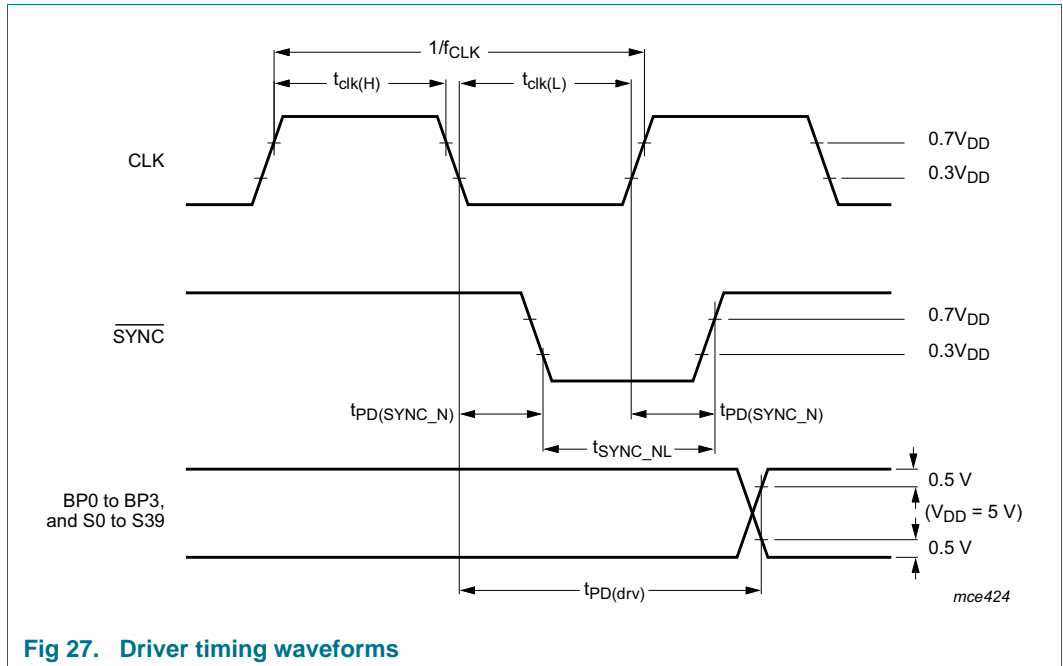 1/fCLK
tclk(H)
tclk(L)
CLK
0.7VDD
0.3VDD
SYNC
0.7VDD
0.3VDD
tPD(SYNC_N)
tPD(SYNC_N)
tSYNC_NL
BP0 to BP3,
and S0 to S39
0.5 V
(VDD = 5 V)
0.5 V
tPD(drv)
mce424
Fig 27. Driver timing waveforms